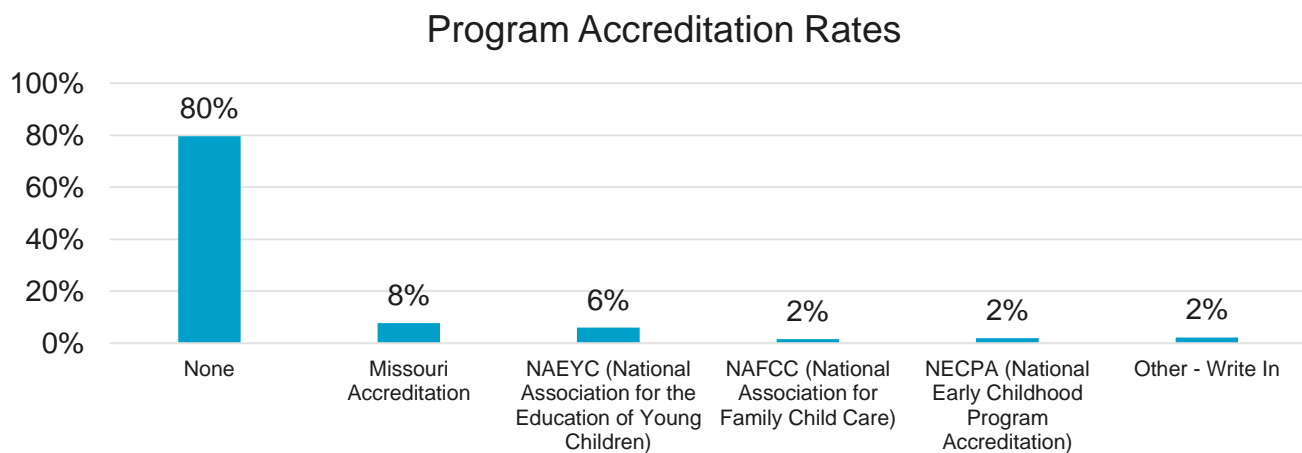 Program Accreditation Rates
100%
80%
60%
40%
20%
0%
80%
8%
6%
2%
2%
2%
None
Missouri
Accreditation
NAEYC (National
Association for the
Education of Young
Children)
NAFCC (National
Association for
Family Child Care)
NECPA (National
Early Childhood
Program
Accreditation)
Other - Write In